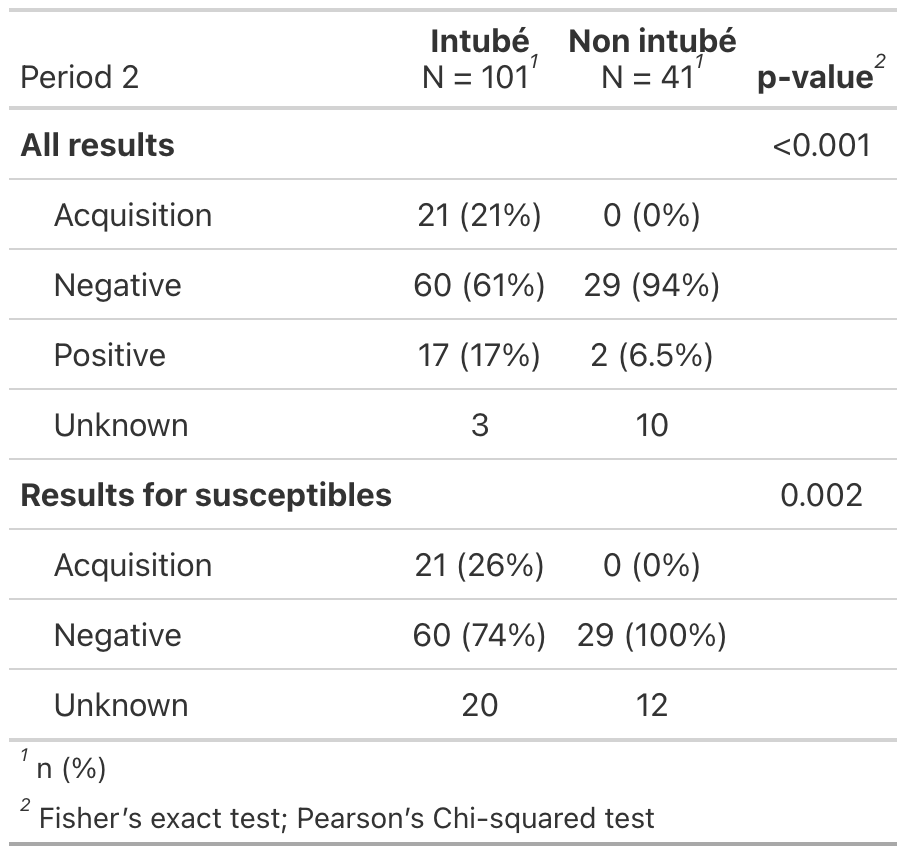 Period 2 Intubé N = 101¹ Non intubé N = 41¹ p-value²
All results <0.001
Acquisition 21 (21%) 0 (0%)
Negative 60 (61%) 29 (94%)
Positive 17 (17%) 2 (6.5%)
Unknown 3 10
Results for susceptibles 0.002
Acquisition 21 (26%) 0 (0%)
Negative 60 (74%) 29 (100%)
Unknown 20 12
¹ n (%)
² Fisher’s exact test; Pearson’s Chi-squared test